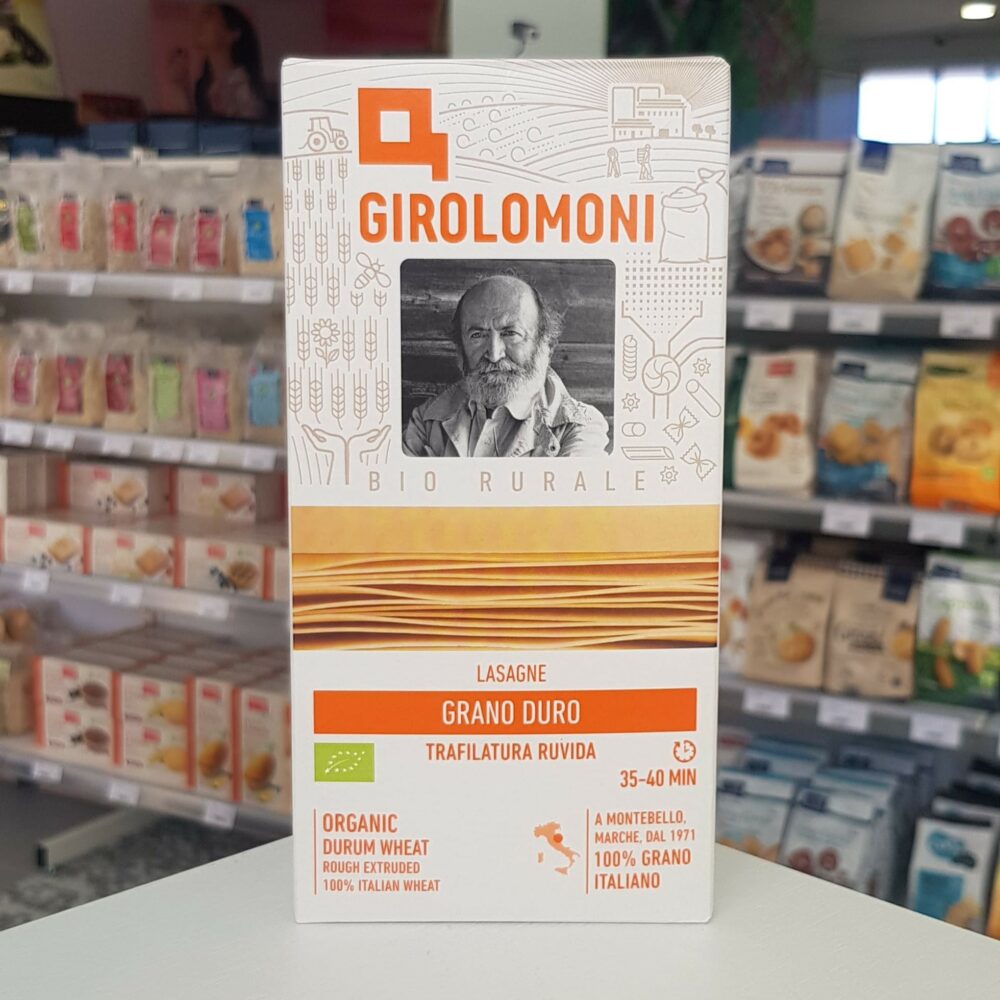 GIROLOMONI
BIO RURALE
LASAGNE
GRANO DURO
TRAFILATURA RUVIDA
35-40 MIN
ORGANIC
DURUM WHEAT
ROUGH EXTRUDED
100% ITALIAN WHEAT
A MONTEBELLO,
MARCHE, DAL 1971
100% GRANO
ITALIANO